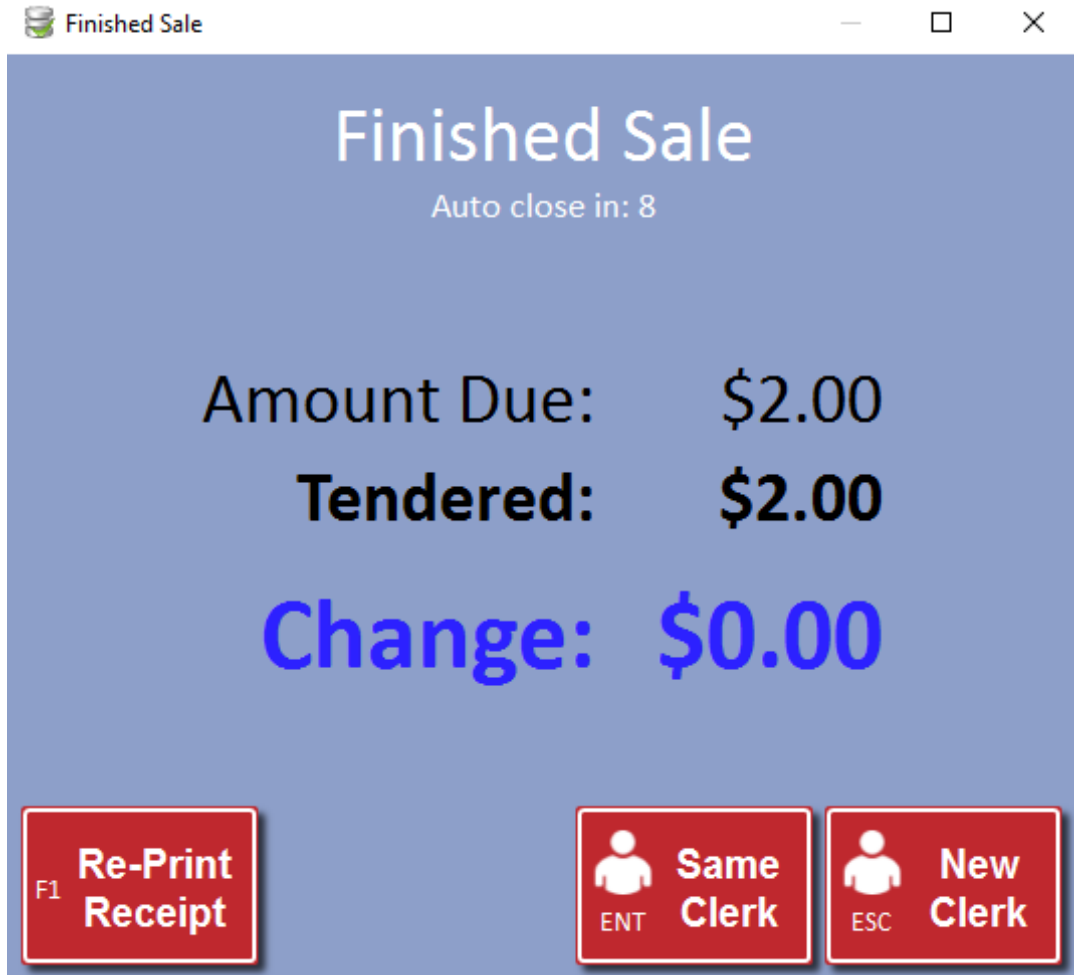 Finished Sale
Finished Sale
Auto close in: 8
Amount Due: $2.00
Tendered: $2.00
Change: $0.00
F1 Re-Print
Receipt
Same
ENT Clerk
New
ESC Clerk